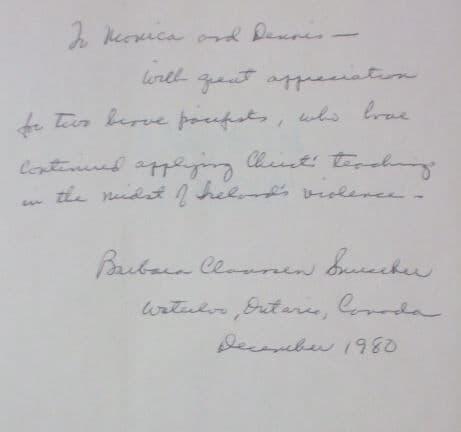 To Monica and Dennis —
With great appreciation
for two brave pacifists, who have
continued applying Christ's teachings
in the midst of Ireland's violence —
Barbara Claassen Smucker
Waterloo, Ontario, Canada
December 1980